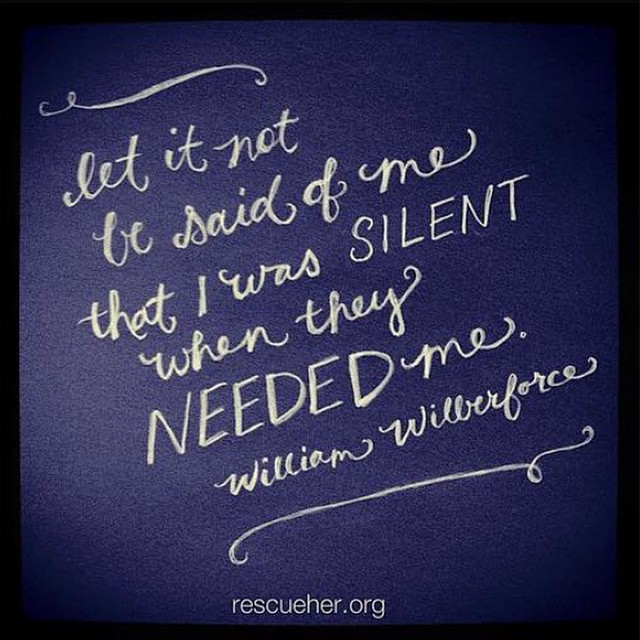 let it not
be said of me
that I was SILENT
when they
NEEDED me.
William Wilberforce
rescueher.org